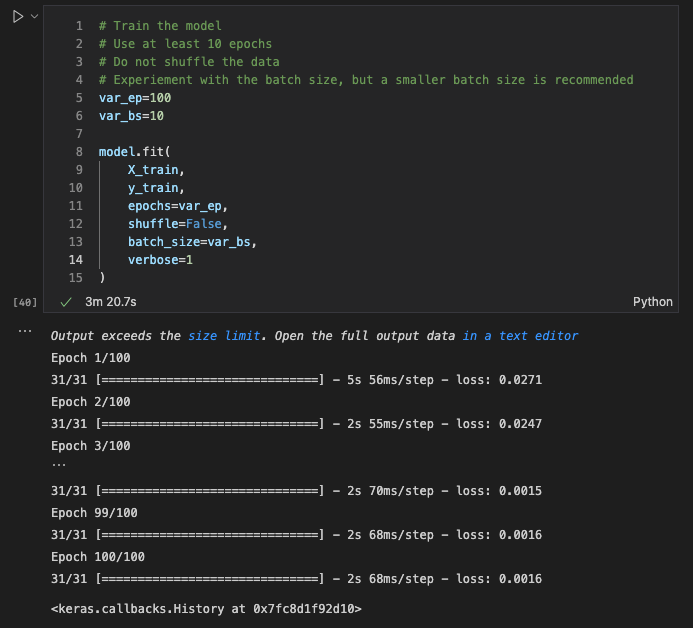 1 # Train the model
2 # Use at least 10 epochs
3 # Do not shuffle the data
4 # Experiement with the batch size, but a smaller batch size is recommended
5 var_ep=100
6 var_bs=10
7
8 model.fit(
9     X_train,
10     y_train,
11     epochs=var_ep,
12     shuffle=False,
13     batch_size=var_bs,
14     verbose=1
15 )
[40] ✓ 3m 20.7s Python
... Output exceeds the size limit. Open the full output data in a text editor
Epoch 1/100
31/31 [==============================] - 5s 56ms/step - loss: 0.0271
Epoch 2/100
31/31 [==============================] - 2s 55ms/step - loss: 0.0247
Epoch 3/100
...
31/31 [==============================] - 2s 70ms/step - loss: 0.0015
Epoch 99/100
31/31 [==============================] - 2s 68ms/step - loss: 0.0016
Epoch 100/100
31/31 [==============================] - 2s 68ms/step - loss: 0.0016
<keras.callbacks.History at 0x7fc8d1f92d10>